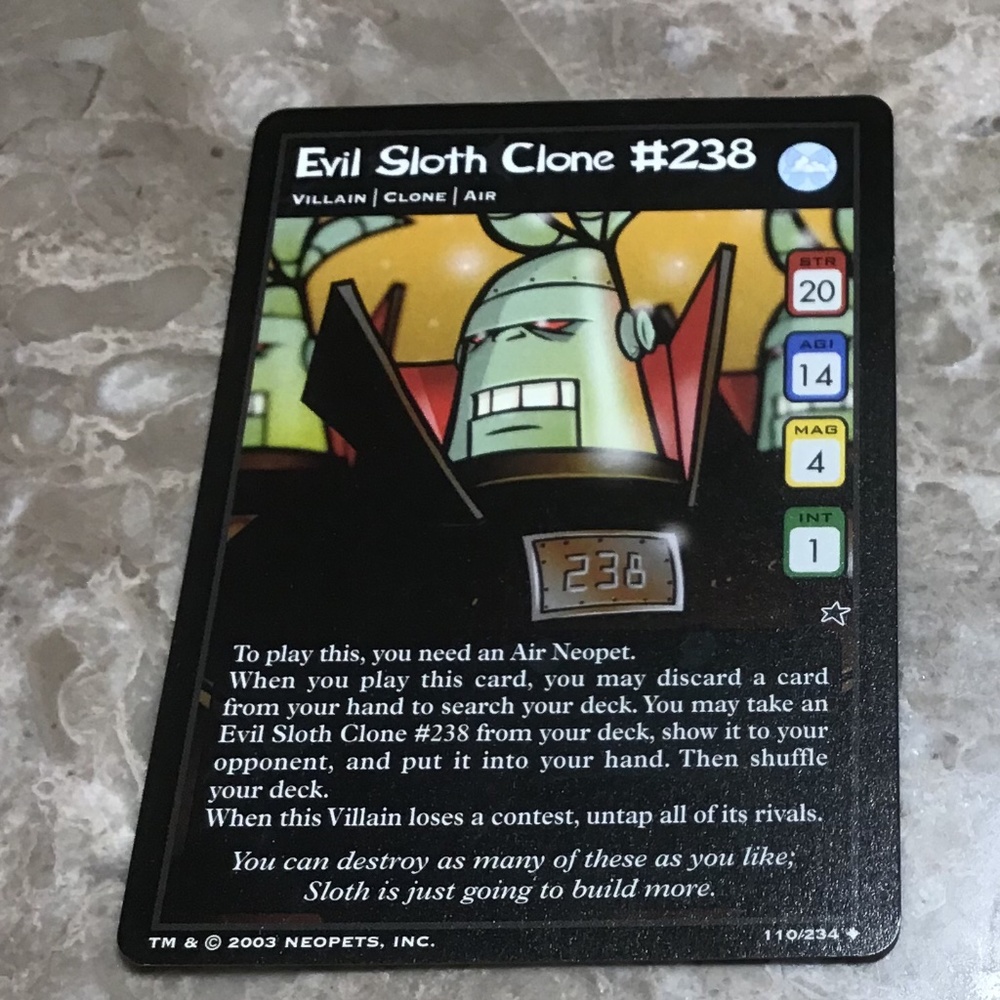 Evil Sloth Clone #238
VILLAIN | CLONE | AIR
STR
20
AGI
14
MAG
4
INT
1
238
To play this, you need an Air Neopet.
When you play this card, you may discard a card
from your hand to search your deck. You may take an
Evil Sloth Clone #238 from your deck, show it to your
opponent, and put it into your hand. Then shuffle
your deck.
When this Villain loses a contest, untap all of its rivals.
You can destroy as many of these as you like;
Sloth is just going to build more.
TM & © 2003 NEOPETS, INC.
110/234